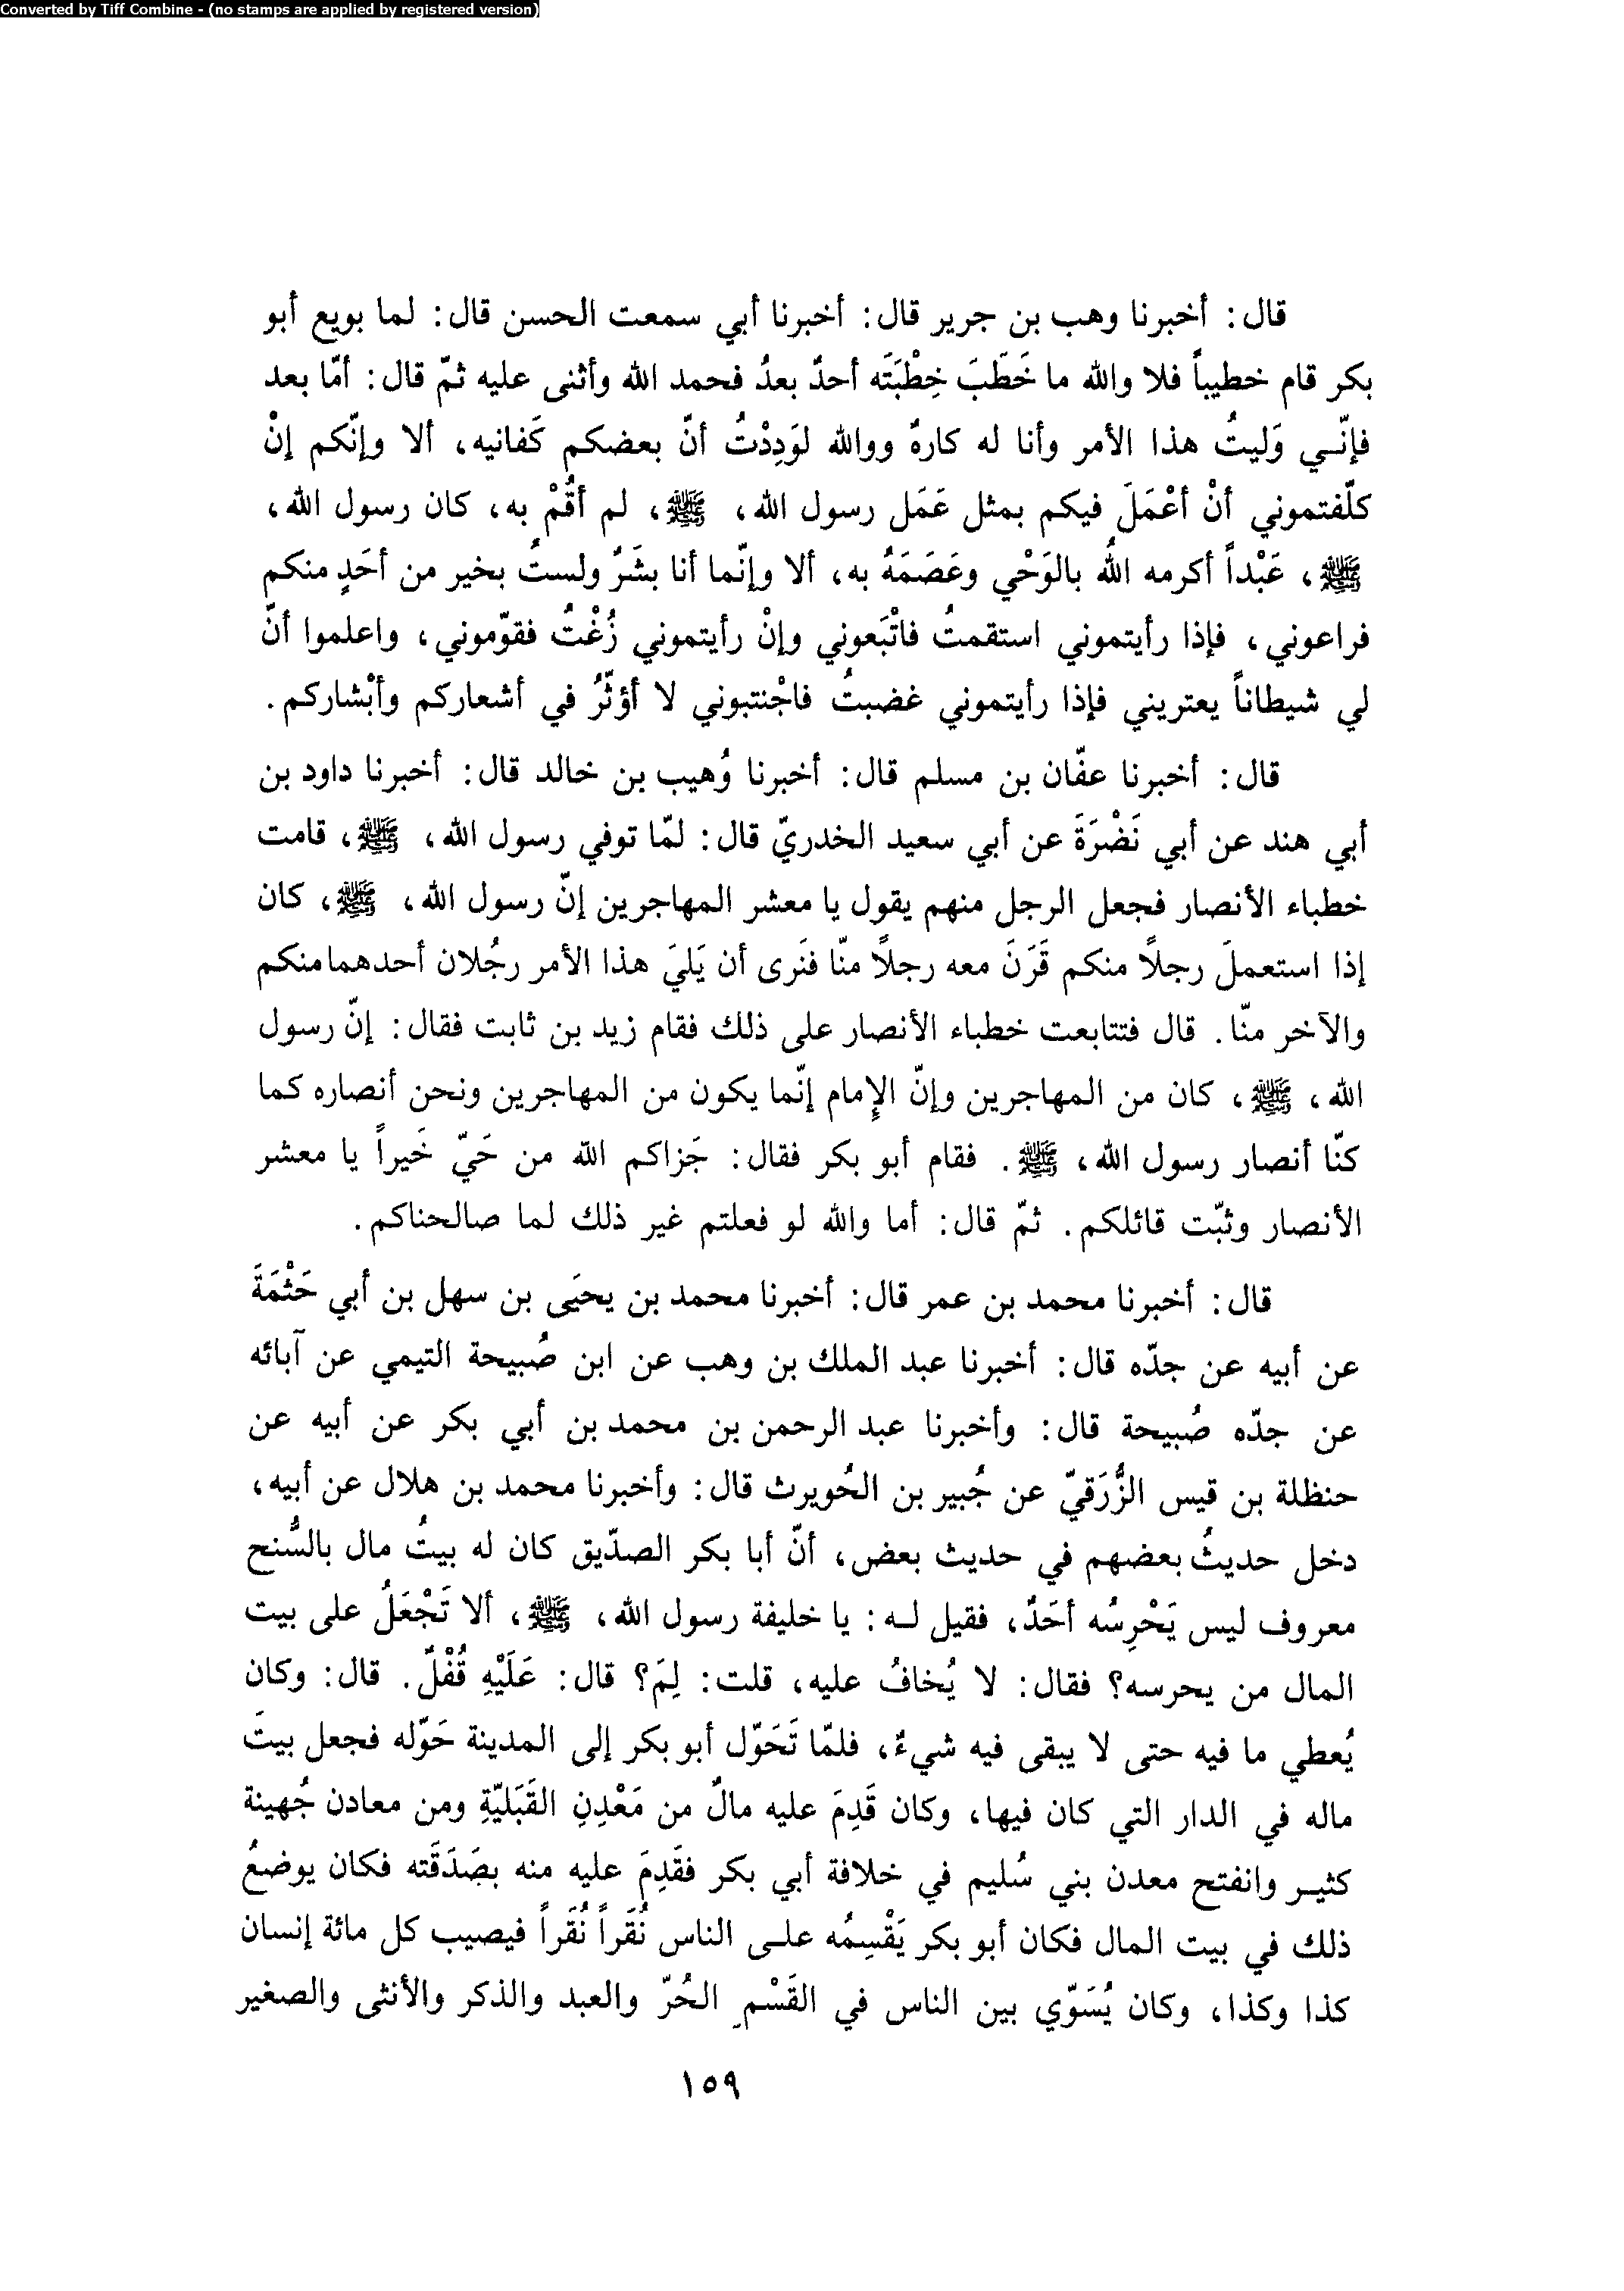 Converted by Tiff Combine - (no stamps are applied by registered version)
قال: أخبرنا وهب بن جرير قال: أخبرنا أبي سمعت الحسن قال: لما بويع أبو
بكر قام خطيباً فلا والله ما خَطَبَ خِطْبَتَه أحدٌ بعدُ فحمد الله وأثنى عليه ثمّ قال: أمّا بعد
فإنّي وَليتُ هذا الأمر وأنا له كارهٌ ووالله لوَدِدْتُ أنّ بعضكم كَفانيه، ألا وإنّكم إنْ
كلّفتموني أنْ أعْمَلَ فيكم بمثل عَمَل رسول الله، ﷺ، لم أقُمْ به، كان رسول الله،
ﷺ، عَبْداً أكرمه اللهُ بالوَحْي وعَصَمَهُ به، ألا وإنّما أنا بشَرٌ ولستُ بخير من أحَدٍ منكم
فراعوني، فإذا رأيتموني استقمتُ فاتْبَعوني وإنْ رأيتموني زُغْتُ فقوّموني، واعلموا أنّ
لي شيطاناً يعتريني فإذا رأيتموني غضبتُ فاجْنتبوني لا أؤثّرُ في أشعاركم وأبْشاركم.
قال: أخبرنا عفّان بن مسلم قال: أخبرنا وُهيب بن خالد قال: أخبرنا داود بن
أبي هند عن أبي نَضْرَةَ عن أبي سعيد الخدريّ قال: لمّا توفي رسول الله، ﷺ، قامت
خطباء الأنصار فجعل الرجل منهم يقول يا معشر المهاجرين إنّ رسول الله، ﷺ، كان
إذا استعملَ رجلاً منكم قَرَنَ معه رجلاً منّا فنَرى أن يَليَ هذا الأمر رجُلان أحدهما منكم
والآخر منّا. قال فتتابعت خطباء الأنصار على ذلك فقام زيد بن ثابت فقال: إنّ رسول
الله، ﷺ، كان من المهاجرين وإنّ الإمام إنّما يكون من المهاجرين ونحن أنصاره كما
كنّا أنصار رسول الله، ﷺ. فقام أبو بكر فقال: جَزاكم الله من حَيّ خَيراً يا معشر
الأنصار وثبّت قائلكم. ثمّ قال: أما والله لو فعلتم غير ذلك لما صالحناكم.
قال: أخبرنا محمد بن عمر قال: أخبرنا محمد بن يحيَى بن سهل بن أبي حَثْمَةَ
عن أبيه عن جدّه قال: أخبرنا عبد الملك بن وهب عن ابن صُبيحة التيمي عن آبائه
عن جدّه صُبيحة قال: وأخبرنا عبد الرحمن بن محمد بن أبي بكر عن أبيه عن
حنظلة بن قيس الزُّرَقيّ عن جُبير بن الحُويرث قال: وأخبرنا محمد بن هلال عن أبيه،
دخل حديثُ بعضهم في حديث بعض، أنّ أبا بكر الصدّيق كان له بيتُ مال بالسُّنح
معروف ليس يَحْرِسُه أحَدٌ، فقيل له: يا خليفة رسول الله، ﷺ، ألا تَجْعَلُ على بيت
المال من يحرسه؟ فقال: لا يُخافُ عليه، قلت: لِمَ؟ قال: عَلَيْهِ قُفْلٌ. قال: وكان
يُعطي ما فيه حتى لا يبقى فيه شيءٌ، فلمّا تَحَوّل أبو بكر إلى المدينة حَوّله فجعل بيتَ
ماله في الدار التي كان فيها، وكان قَدِمَ عليه مالٌ من مَعْدِنِ القَبَليّةِ ومن معادن جُهينة
كثير وانفتح معدن بني سُليم في خلافة أبي بكر فقَدِمَ عليه منه بصَدَقَته فكان يوضعُ
ذلك في بيت المال فكان أبو بكر يَقْسِمُه على الناس نُقَراً نُقَراً فيصيب كل مائة إنسان
كذا وكذا، وكان يُسَوّي بين الناس في القَسْمِ الحُرّ والعبد والذكر والأنثى والصغير
١٥٩